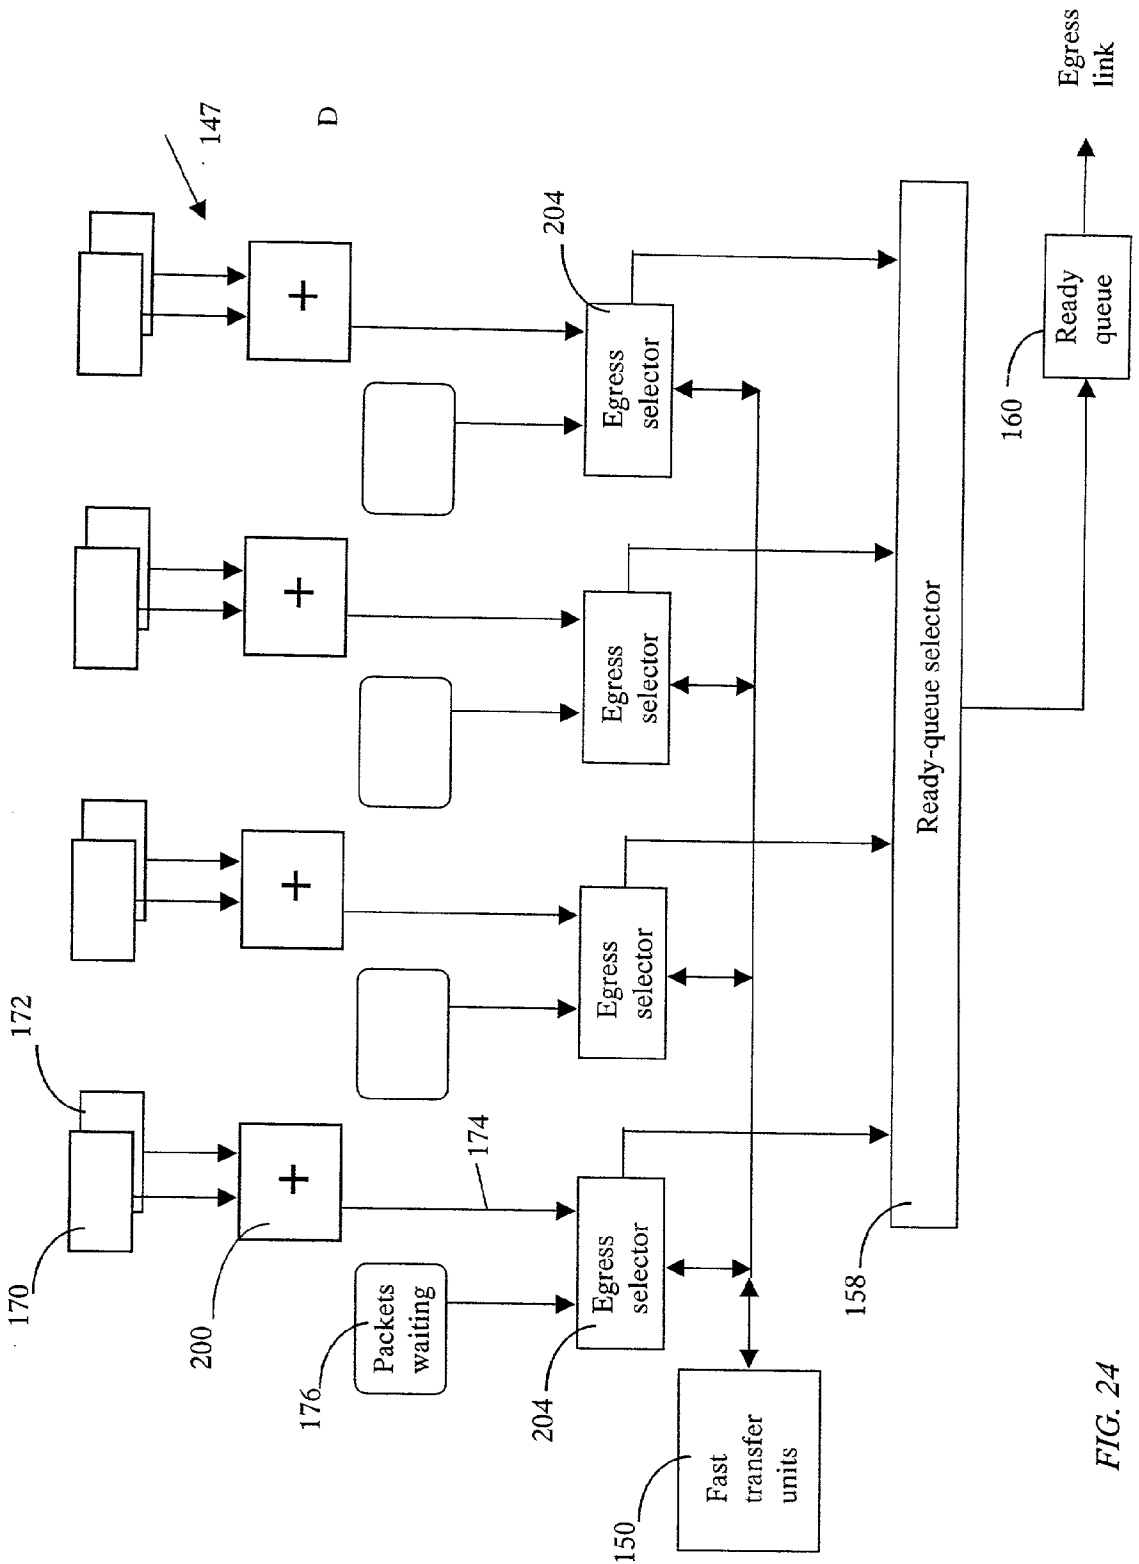 147
D
172
170
+
+
+
+
200
174
Packets
waiting
176
204
Egress
selector
Egress
selector
Egress
selector
Egress
selector
204
Fast
transfer
units
150
Ready-queue selector
158
Ready
queue
160
Egress
link
FIG. 24